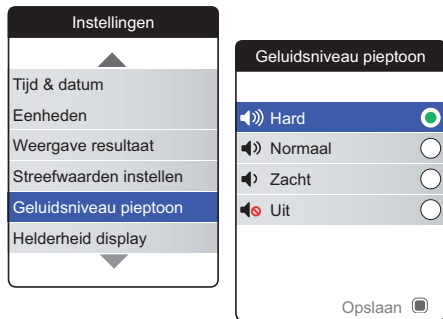 Instellingen
Tijd & datum
Eenheden
Weergave resultaat
Streefwaarden instellen
Geluidsniveau pieptoon
Helderheid display
Geluidsniveau pieptoon
Hard
Normaal
Zacht
Uit
Opslaan